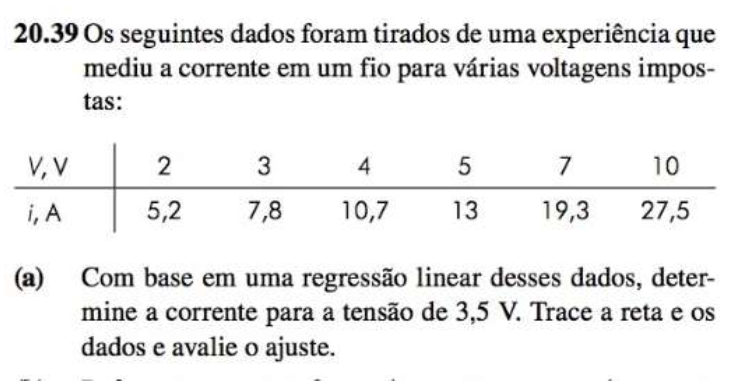 20.39 Os seguintes dados foram tirados de uma experiência que
mediu a corrente em um fio para várias voltagens impos-
tas:
V, V 2 3 4 5 7 10
i, A 5,2 7,8 10,7 13 19,3 27,5
(a) Com base em uma regressão linear desses dados, deter-
mine a corrente para a tensão de 3,5 V. Trace a reta e os
dados e avalie o ajuste.